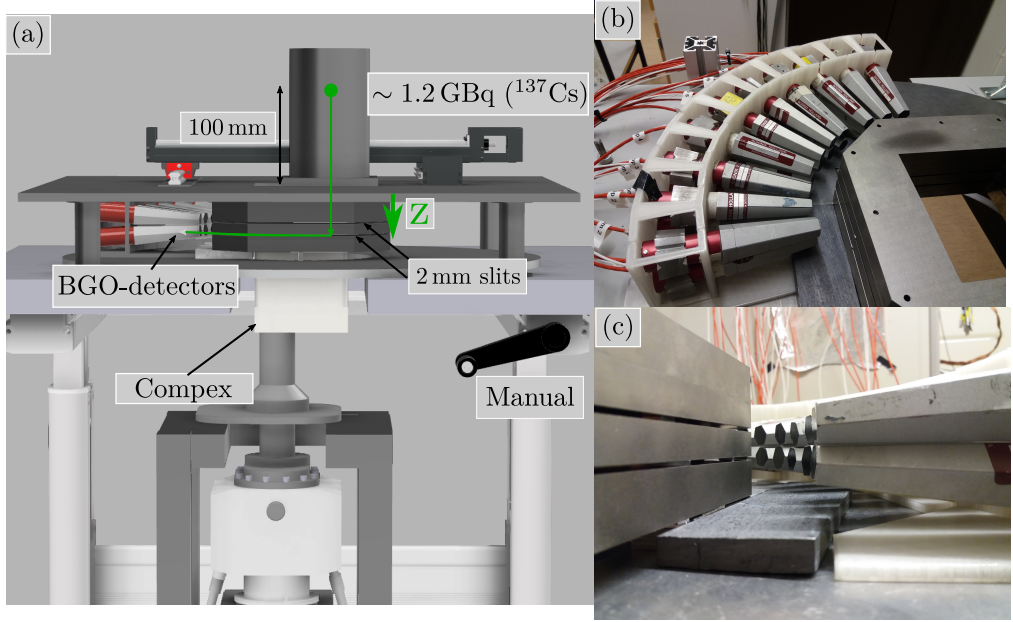 (a)
~ 1.2 GBq (¹³⁷Cs)
100 mm
Z
BGO-detectors
2 mm slits
Compex
Manual
(b)
(c)